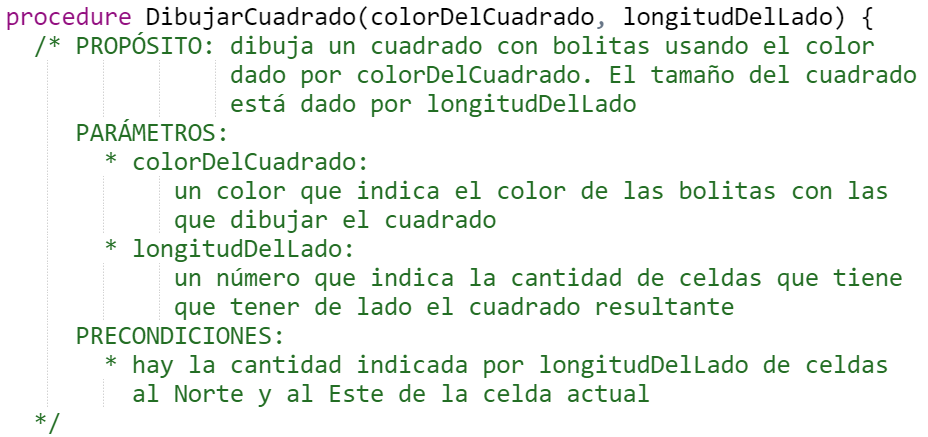 procedure DibujarCuadrado(colorDelCuadrado, longitudDelLado) {
/* PROPÓSITO: dibuja un cuadrado con bolitas usando el color
dado por colorDelCuadrado. El tamaño del cuadrado
está dado por longitudDelLado
PARÁMETROS:
* colorDelCuadrado:
un color que indica el color de las bolitas con las
que dibujar el cuadrado
* longitudDelLado:
un número que indica la cantidad de celdas que tiene
que tener de lado el cuadrado resultante
PRECONDICIONES:
* hay la cantidad indicada por longitudDelLado de celdas
al Norte y al Este de la celda actual
*/